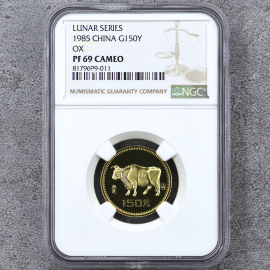 LUNAR SERIES
1985 CHINA G150Y
OX
PF 69 CAMEO
8179699-011
NUMISMATIC GUARANTY COMPANY
NGC
150元